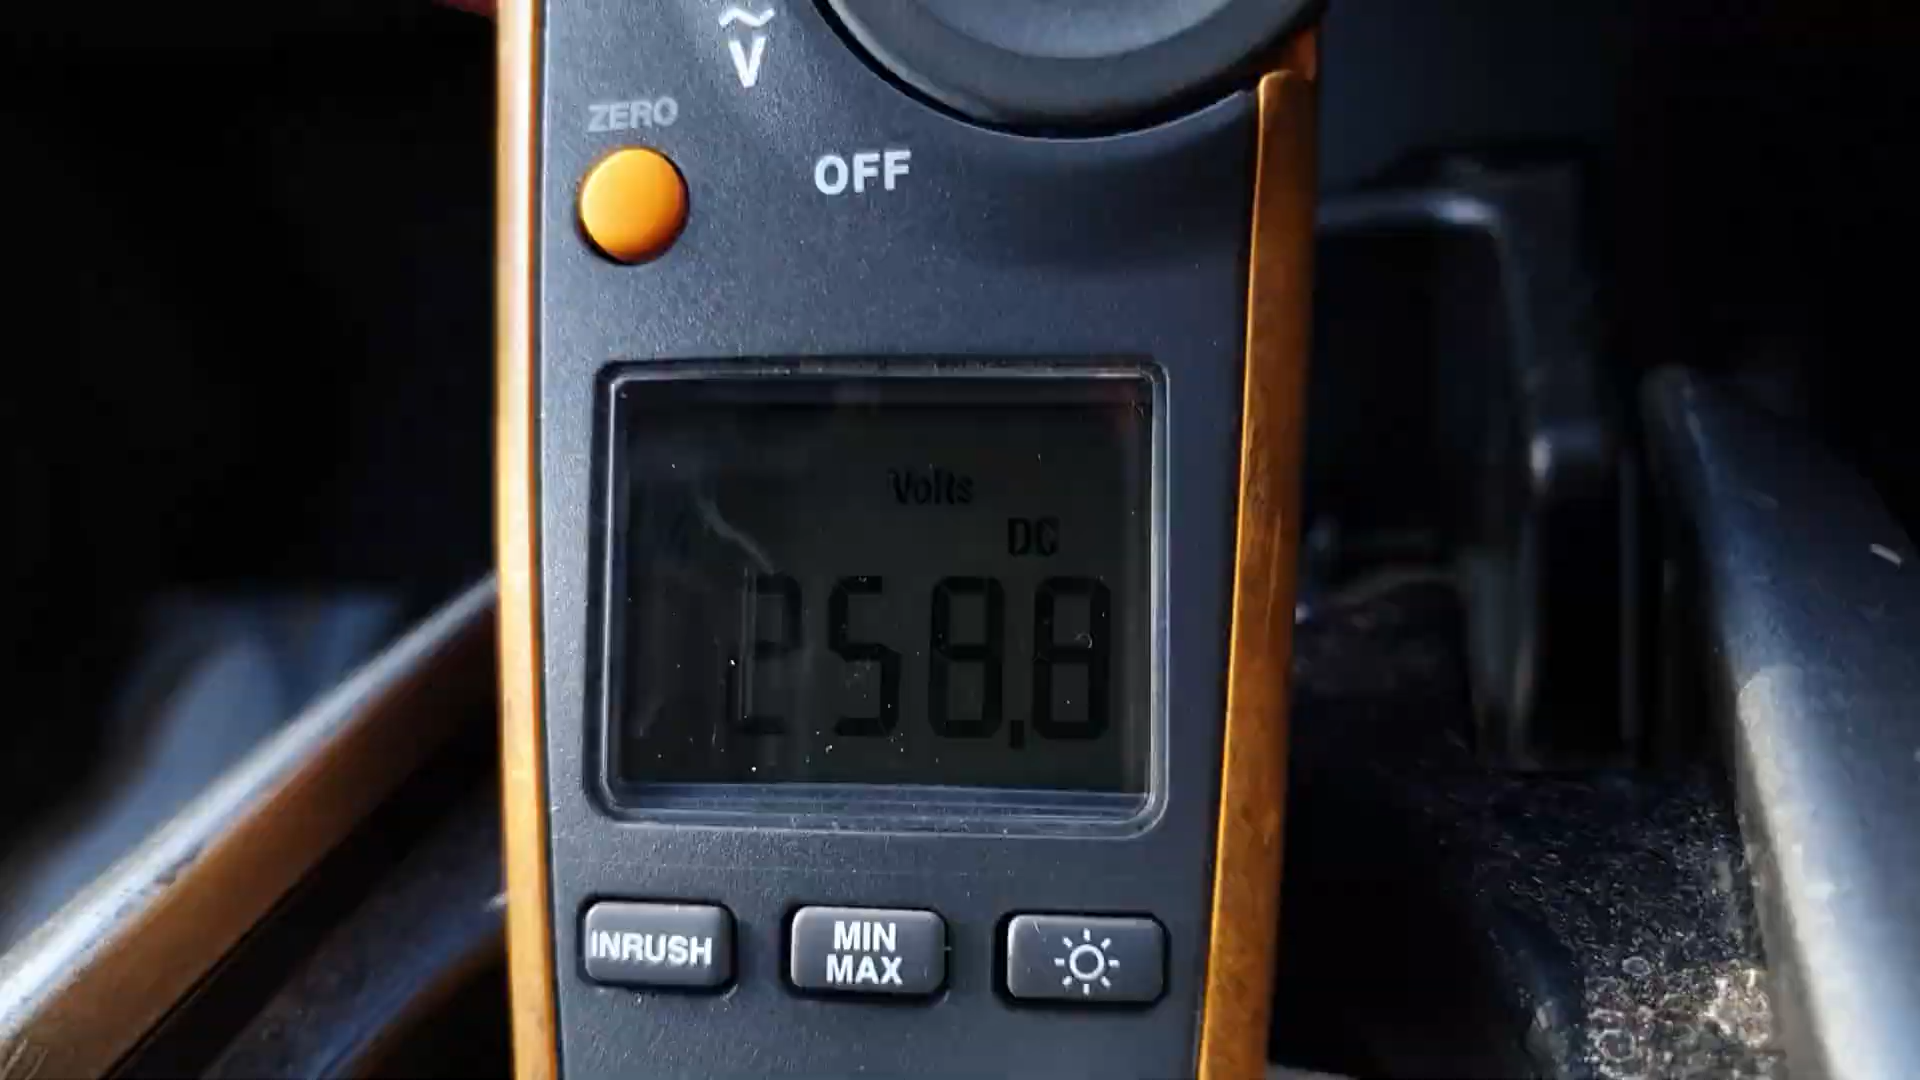 ~
V
ZERO
OFF
Volts
DC
258.8
INRUSH
MIN
MAX